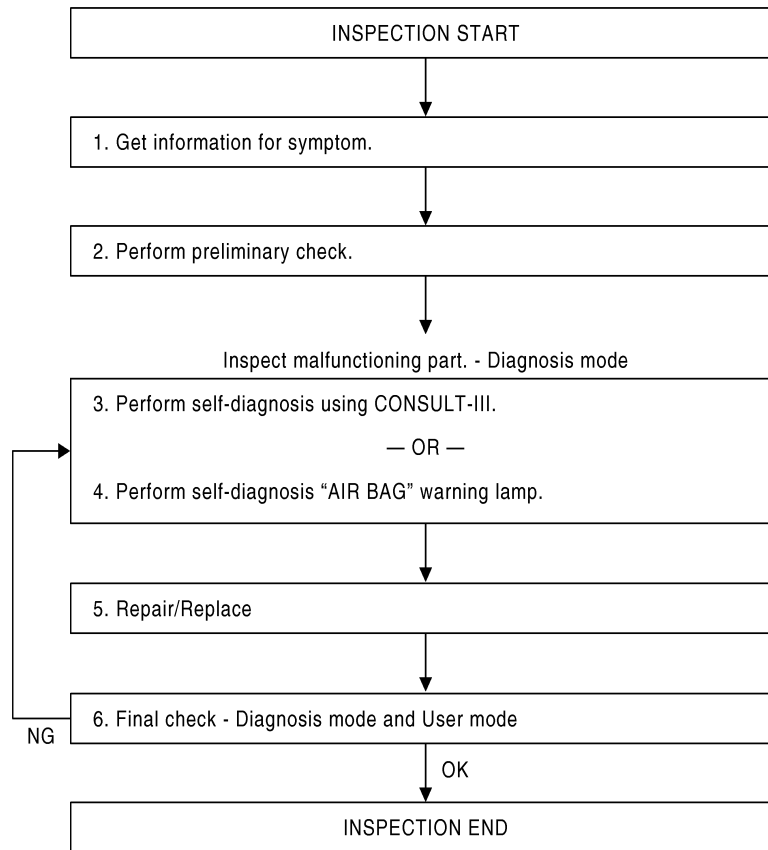 INSPECTION START
1. Get information for symptom.
2. Perform preliminary check.
Inspect malfunctioning part. - Diagnosis mode
3. Perform self-diagnosis using CONSULT-III.
— OR —
4. Perform self-diagnosis “AIR BAG” warning lamp.
5. Repair/Replace
6. Final check - Diagnosis mode and User mode
NG
OK
INSPECTION END